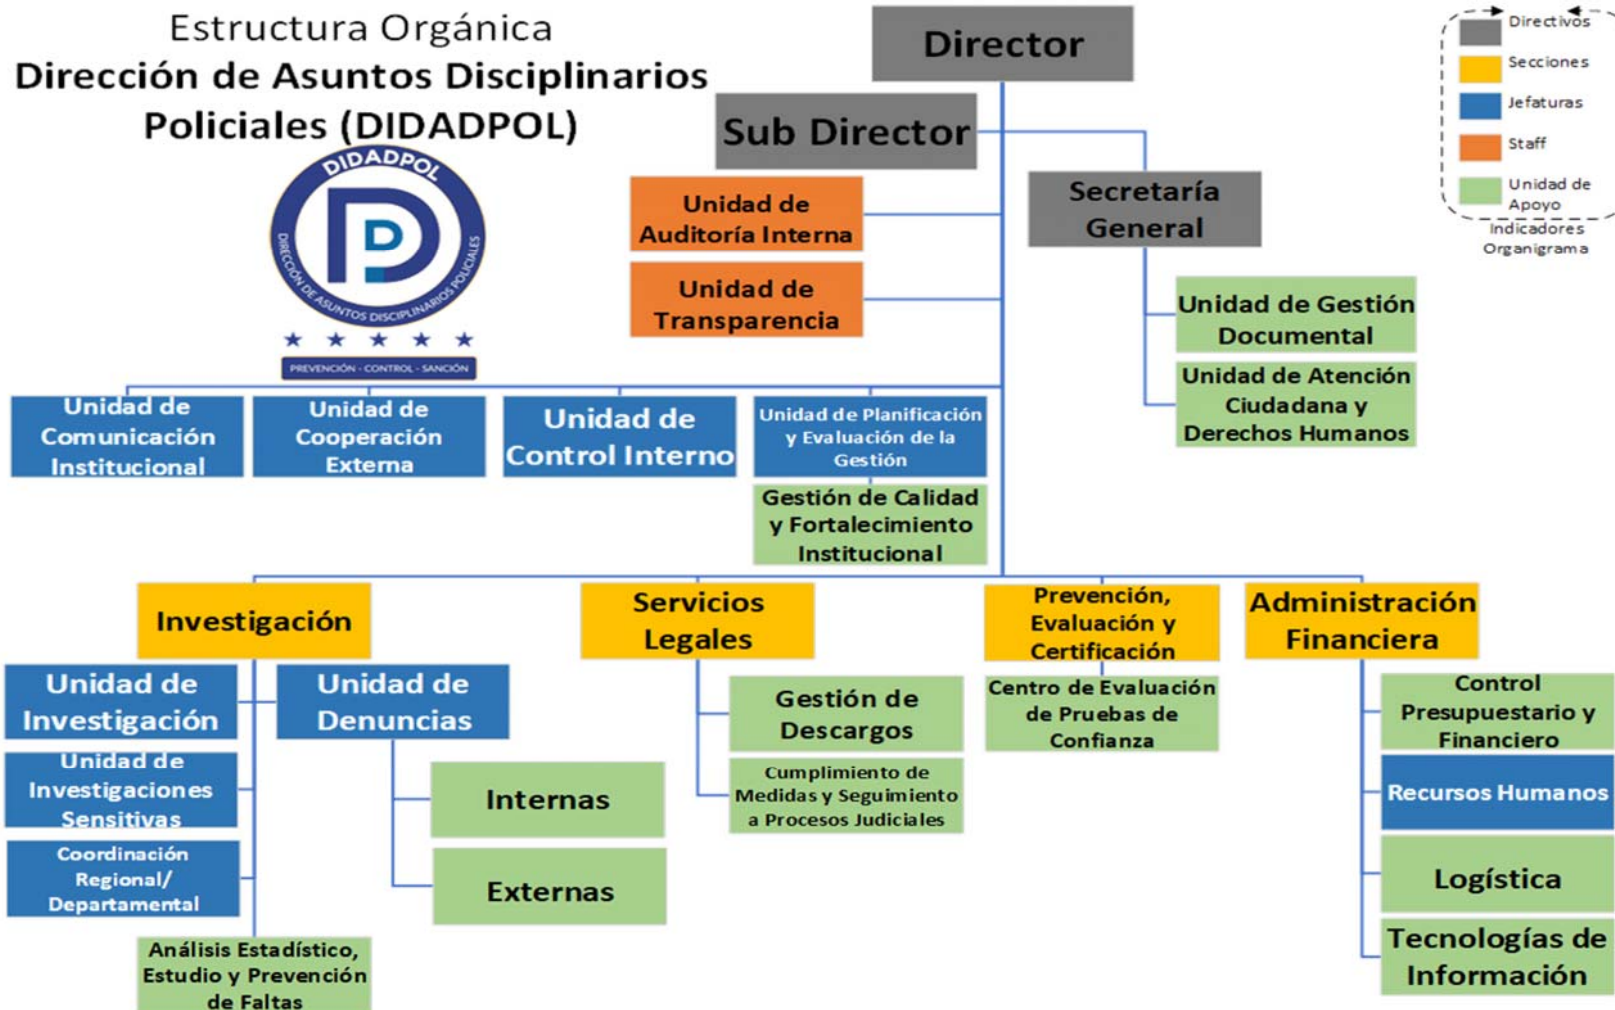 Estructura Orgánica
Dirección de Asuntos Disciplinarios
Policiales (DIDADPOL)
DIDADPOL
DIRECCIÓN DE ASUNTOS DISCIPLINARIOS POLICIALES
PREVENCIÓN - CONTROL - SANCIÓN
Director
Sub Director
Secretaría
General
Directivos
Secciones
Jefaturas
Staff
Unidad de
Apoyo
Indicadores
Organigrama
Unidad de
Auditoría Interna
Unidad de
Transparencia
Unidad de Gestión
Documental
Unidad de Atención
Ciudadana y
Derechos Humanos
Unidad de
Comunicación
Institucional
Unidad de
Cooperación
Externa
Unidad de
Control Interno
Unidad de Planificación
y Evaluación de la
Gestión
Gestión de Calidad
y Fortalecimiento
Institucional
Investigación
Servicios
Legales
Prevención,
Evaluación y
Certificación
Administración
Financiera
Unidad de
Investigación
Unidad de
Denuncias
Unidad de
Investigaciones
Sensitivas
Coordinación
Regional/
Departamental
Análisis Estadístico,
Estudio y Prevención
de Faltas
Internas
Externas
Gestión de
Descargos
Cumplimiento de
Medidas y Seguimiento
a Procesos Judiciales
Centro de Evaluación
de Pruebas de
Confianza
Control
Presupuestario y
Financiero
Recursos Humanos
Logística
Tecnologías de
Información